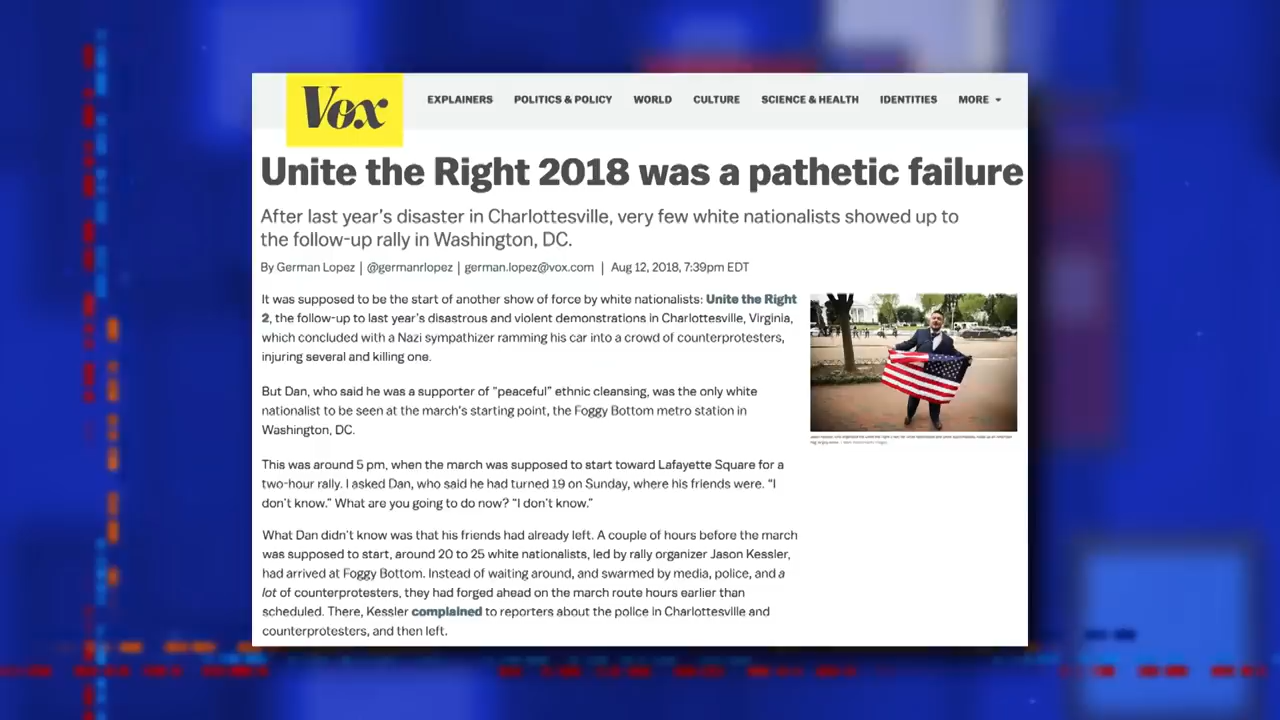 Vox
EXPLAINERS POLITICS & POLICY WORLD CULTURE SCIENCE & HEALTH IDENTITIES MORE
Unite the Right 2018 was a pathetic failure
After last year's disaster in Charlottesville, very few white nationalists showed up to
the follow-up rally in Washington, DC.
By German Lopez | @germanrlopez | german.lopez@vox.com | Aug 12, 2018, 7:39pm EDT
It was supposed to be the start of another show of force by white nationalists: Unite the Right
2, the follow-up to last year's disastrous and violent demonstrations in Charlottesville, Virginia,
which concluded with a Nazi sympathizer ramming his car into a crowd of counterprotesters,
injuring several and killing one.
But Dan, who said he was a supporter of "peaceful" ethnic cleansing, was the only white
nationalist to be seen at the march's starting point, the Foggy Bottom metro station in
Washington, DC.
This was around 5 pm, when the march was supposed to start toward Lafayette Square for a
two-hour rally. I asked Dan, who said he had turned 19 on Sunday, where his friends were. "I
don't know." What are you going to do now? "I don't know."
What Dan didn't know was that his friends had already left. A couple of hours before the march
was supposed to start, around 20 to 25 white nationalists, led by rally organizer Jason Kessler,
had arrived at Foggy Bottom. Instead of waiting around, and swarmed by media, police, and a
lot of counterprotesters, they had forged ahead on the march route hours earlier than
scheduled. There, Kessler complained to reporters about the police in Charlottesville and
counterprotesters, and then left.